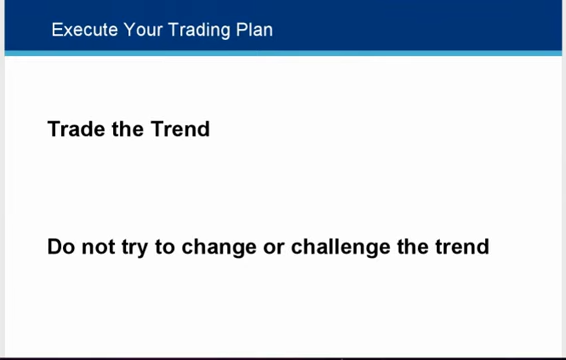 Execute Your Trading Plan
Trade the Trend
Do not try to change or challenge the trend